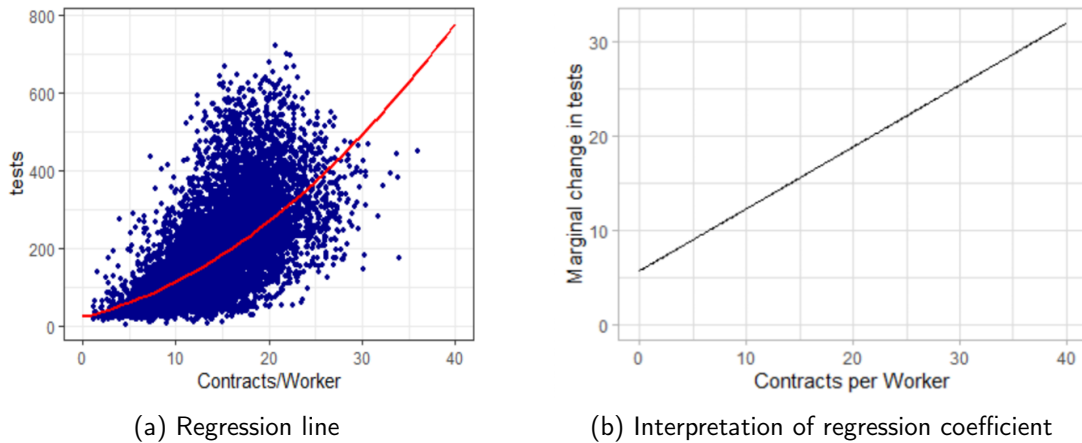 800
600
400
200
0
tests
0 10 20 30 40
Contracts/Worker
(a) Regression line
30
20
10
0
Marginal change in tests
0 10 20 30 40
Contracts per Worker
(b) Interpretation of regression coefficient